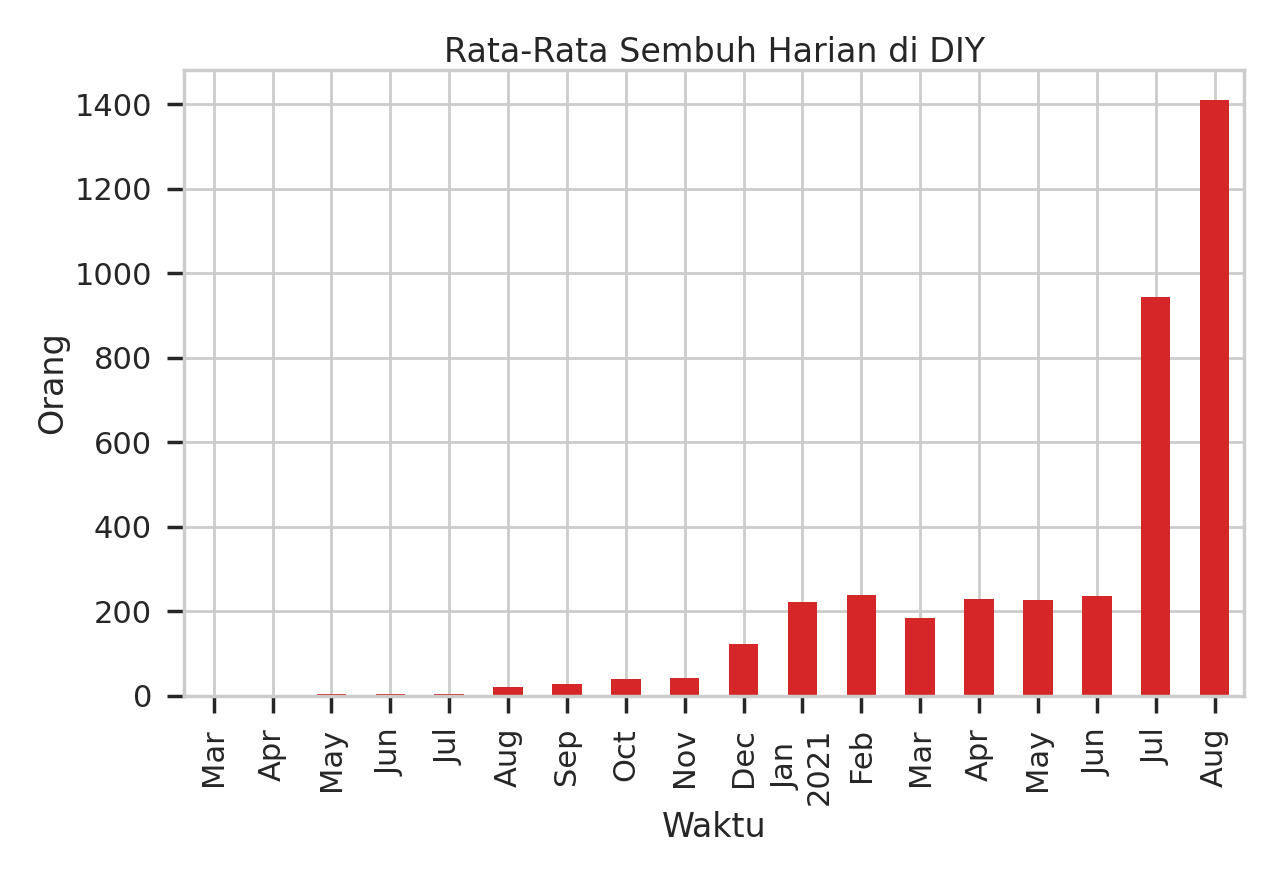 Rata-Rata Sembuh Harian di DIY
1400
1200
1000
800
600
400
200
0
Orang
Mar
Apr
May
Jun
Jul
Aug
Sep
Oct
Nov
Dec
Jan
2021
Feb
Mar
Apr
May
Jun
Jul
Aug
Waktu